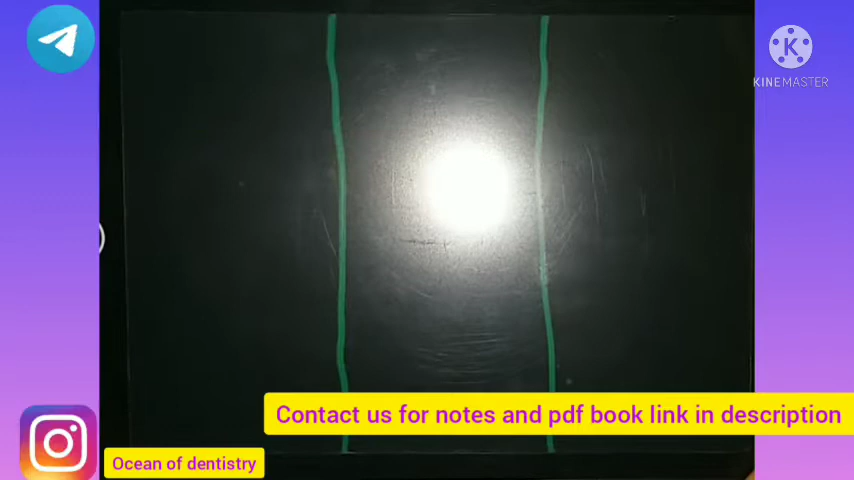 KINEMASTER
Contact us for notes and pdf book link in description
Ocean of dentistry